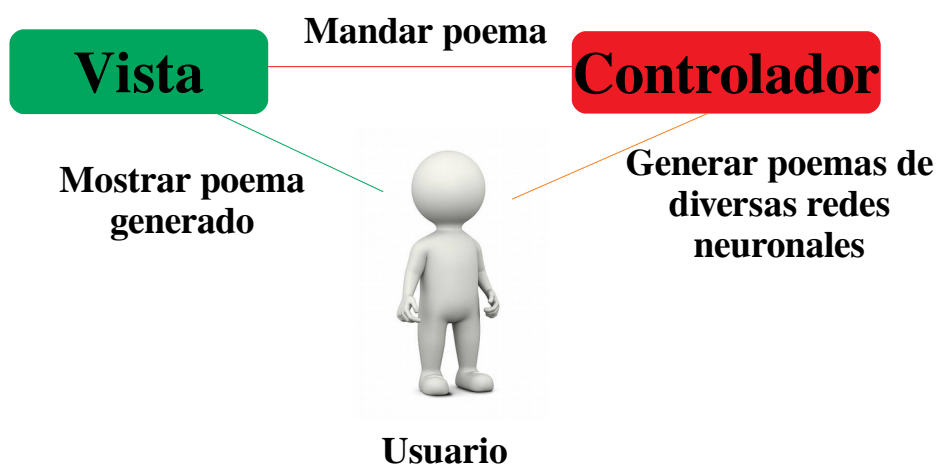 Mandar poema
Vista
Controlador
Mostrar poema
generado
Generar poemas de
diversas redes
neuronales
Usuario